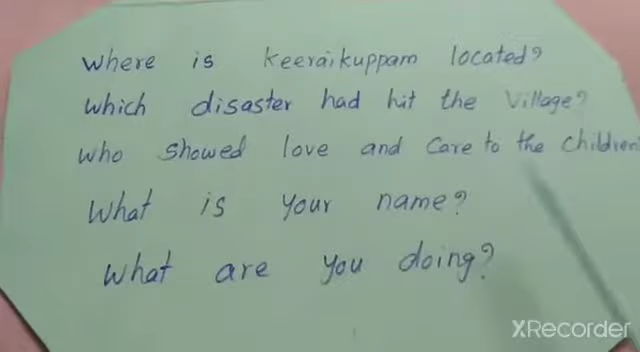 Where is Keeraikuppam located?
Which disaster had hit the Village?
Who showed love and Care to the children
What is your name?
What are you doing?
XRecorder